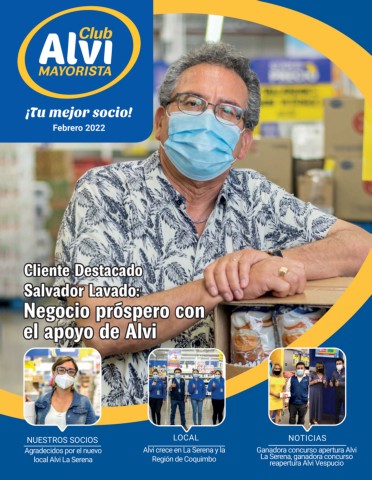 Club
Alvi
MAYORISTA
¡Tu mejor socio!
Febrero 2022
PRECIO
Alvi
Cliente Destacado
Salvador Lavado:
Negocio próspero con
el apoyo de Alvi
NUESTROS SOCIOS
Agradecidos por el nuevo
local Alvi La Serena
LOCAL
Alvi crece en La Serena y la
Región de Coquimbo
NOTICIAS
Ganadora concurso apertura Alvi
La Serena, ganadora concurso
reapertura Alvi Vespucio